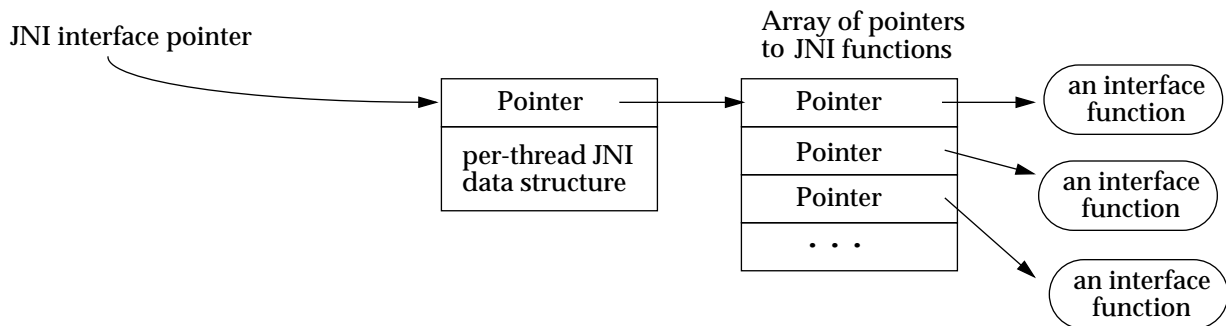 JNI interface pointer
Array of pointers
to JNI functions
Pointer
per-thread JNI
data structure
Pointer
Pointer
Pointer
. . .
an interface
function
an interface
function
an interface
function